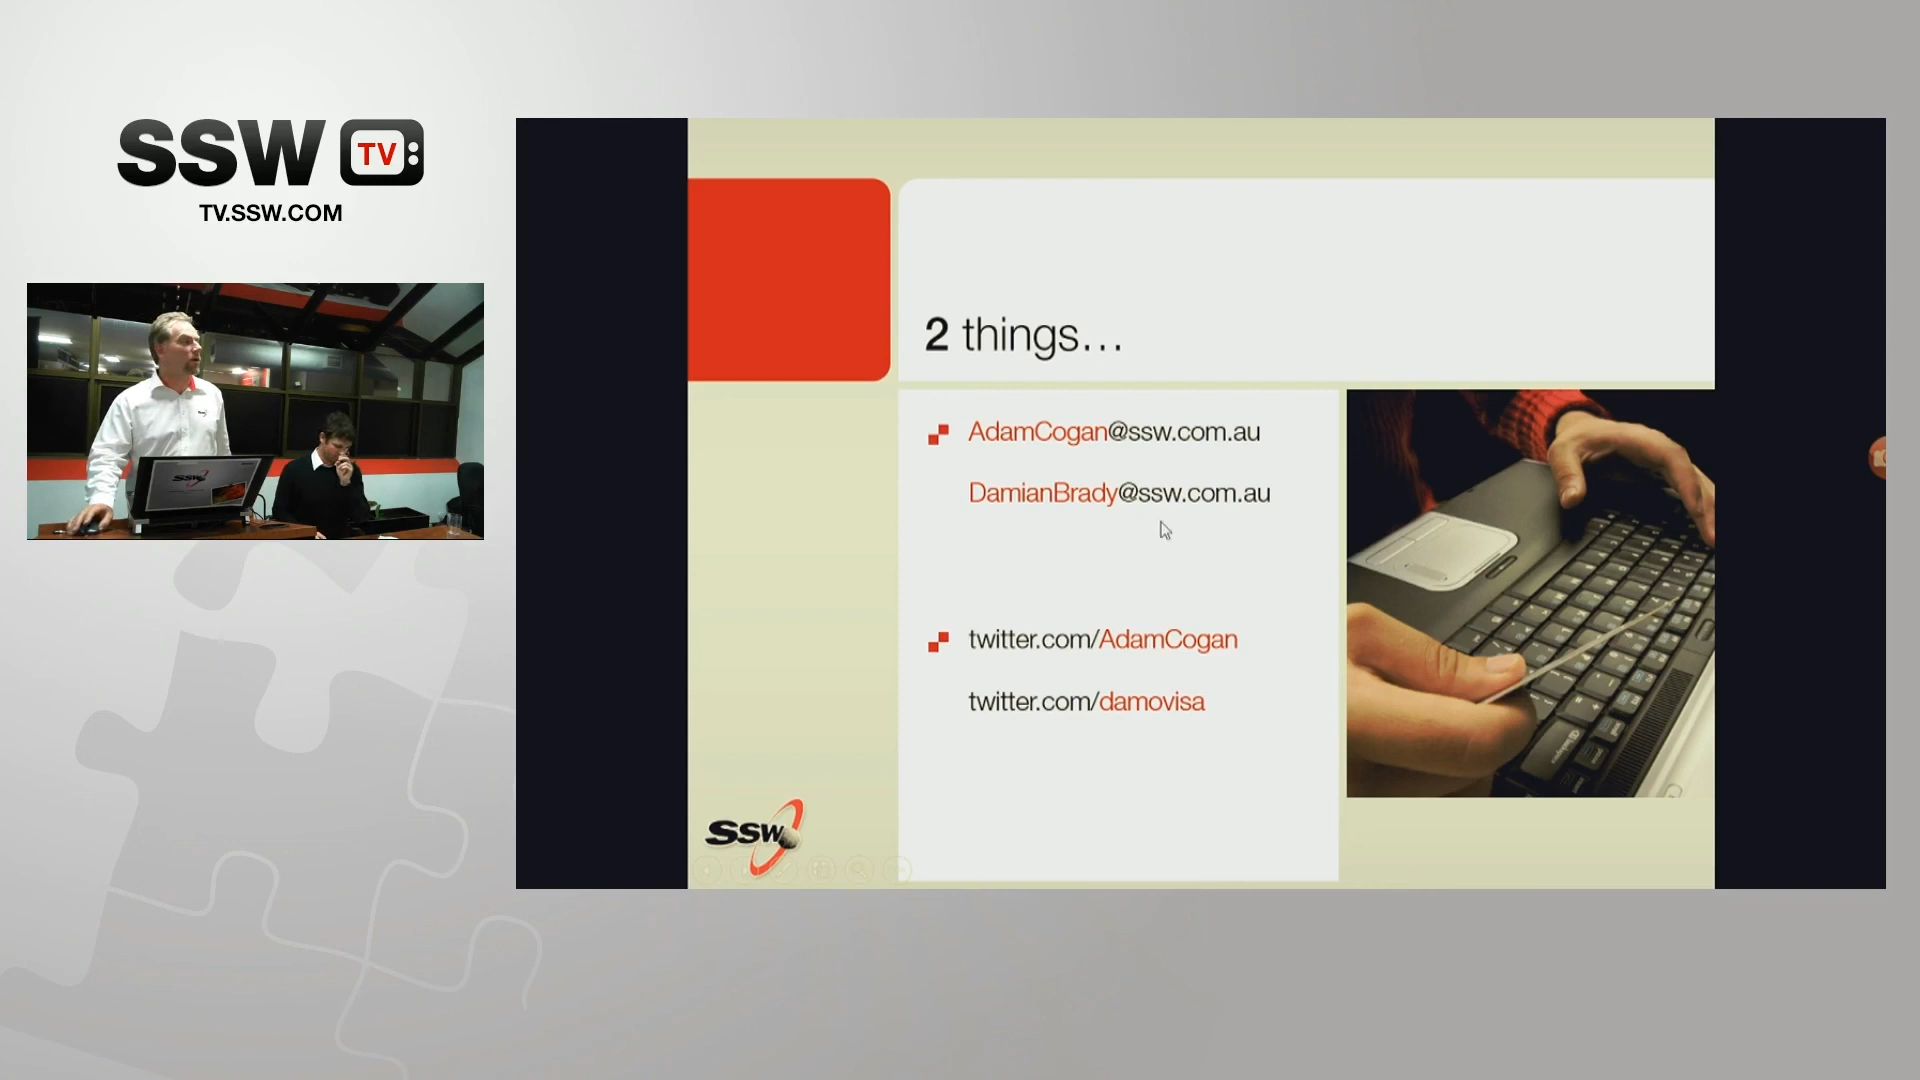 SSW TV
TV.SSW.COM
2 things...
AdamCogan@ssw.com.au
DamianBrady@ssw.com.au
twitter.com/AdamCogan
twitter.com/damovisa
SSW
SSW